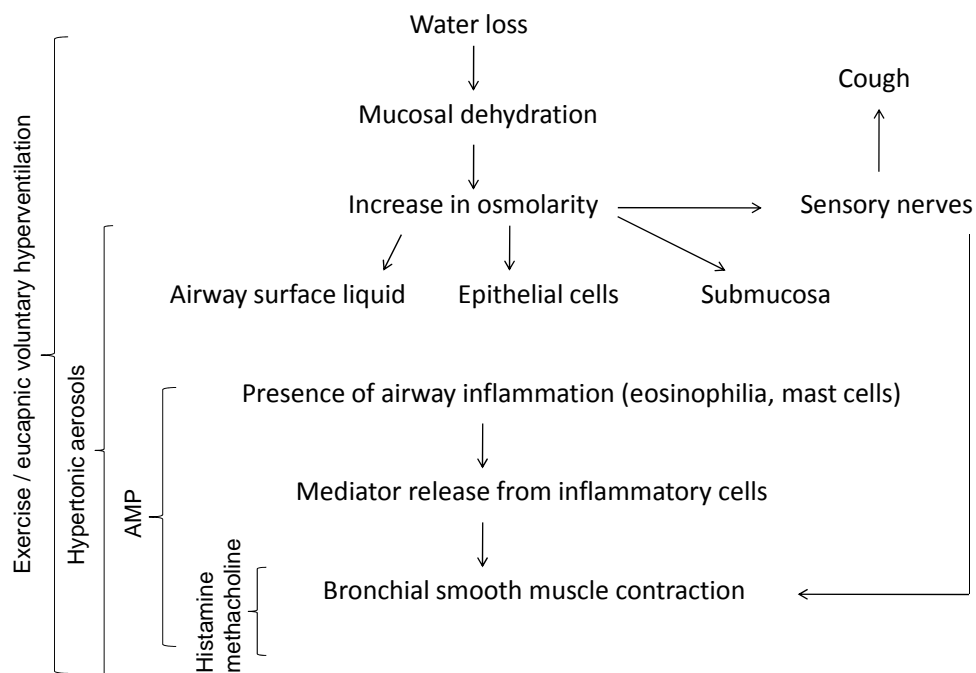 Water loss
Cough
Mucosal dehydration
Increase in osmolarity
Sensory nerves
Airway surface liquid
Epithelial cells
Submucosa
Presence of airway inflammation (eosinophilia, mast cells)
Mediator release from inflammatory cells
Bronchial smooth muscle contraction
Exercise / eucapnic voluntary hyperventilation
Hypertonic aerosols
AMP
Histamine
methacholine